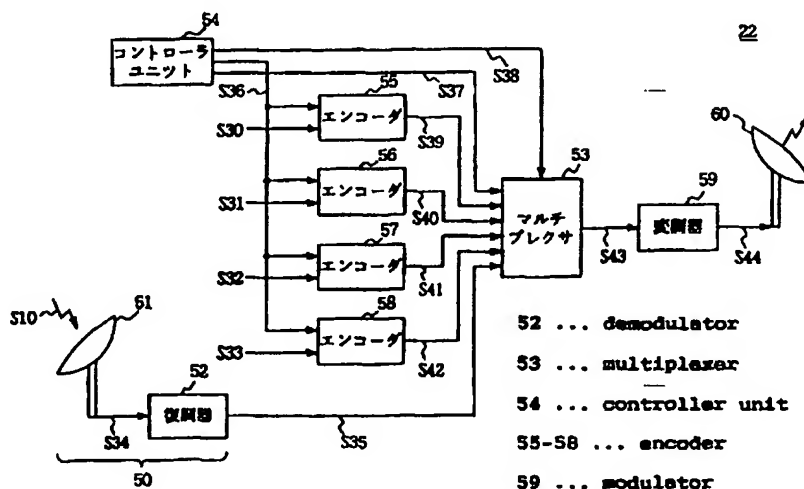 54
22
コントローラ
ユニット
S38
S36
S37
55
エンコーダ
S30
S39
60
56
53
59
エンコーダ
S31
S40
マルチ
プレクサ
変調器
57
S43
S44
エンコーダ
S32
S41
61
S10
58
エンコーダ
S33
S42
52
復調器
S34
S35
50
52 ... demodulator
53 ... multiplexer
54 ... controller unit
55-58 ... encoder
59 ... modulator